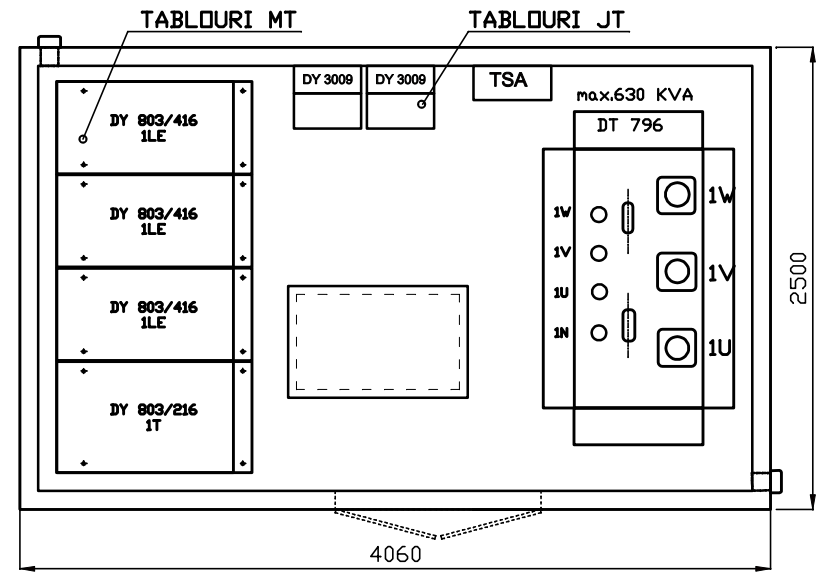 TABLOURI MT
TABLOURI JT
DY 3009
DY 3009
TSA
max.630 KVA
DT 796
DY 803/416
1LE
DY 803/416
1LE
DY 803/416
1LE
DY 803/216
1T
1W
1V
1U
1N
1W
1V
1U
2500
4060